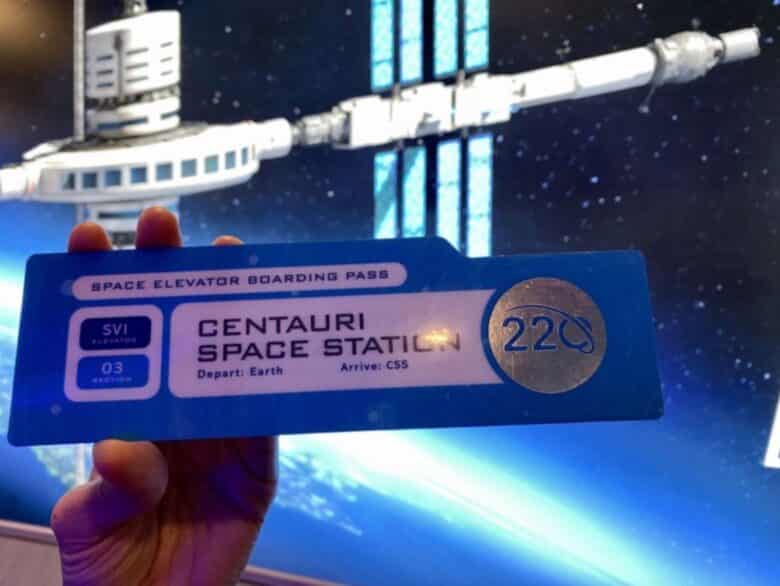 SPACE ELEVATOR BOARDING PASS
SVI
ELEVATOR
03
SECTION
CENTAURI
SPACE STATION
Depart: Earth Arrive: CSS
220